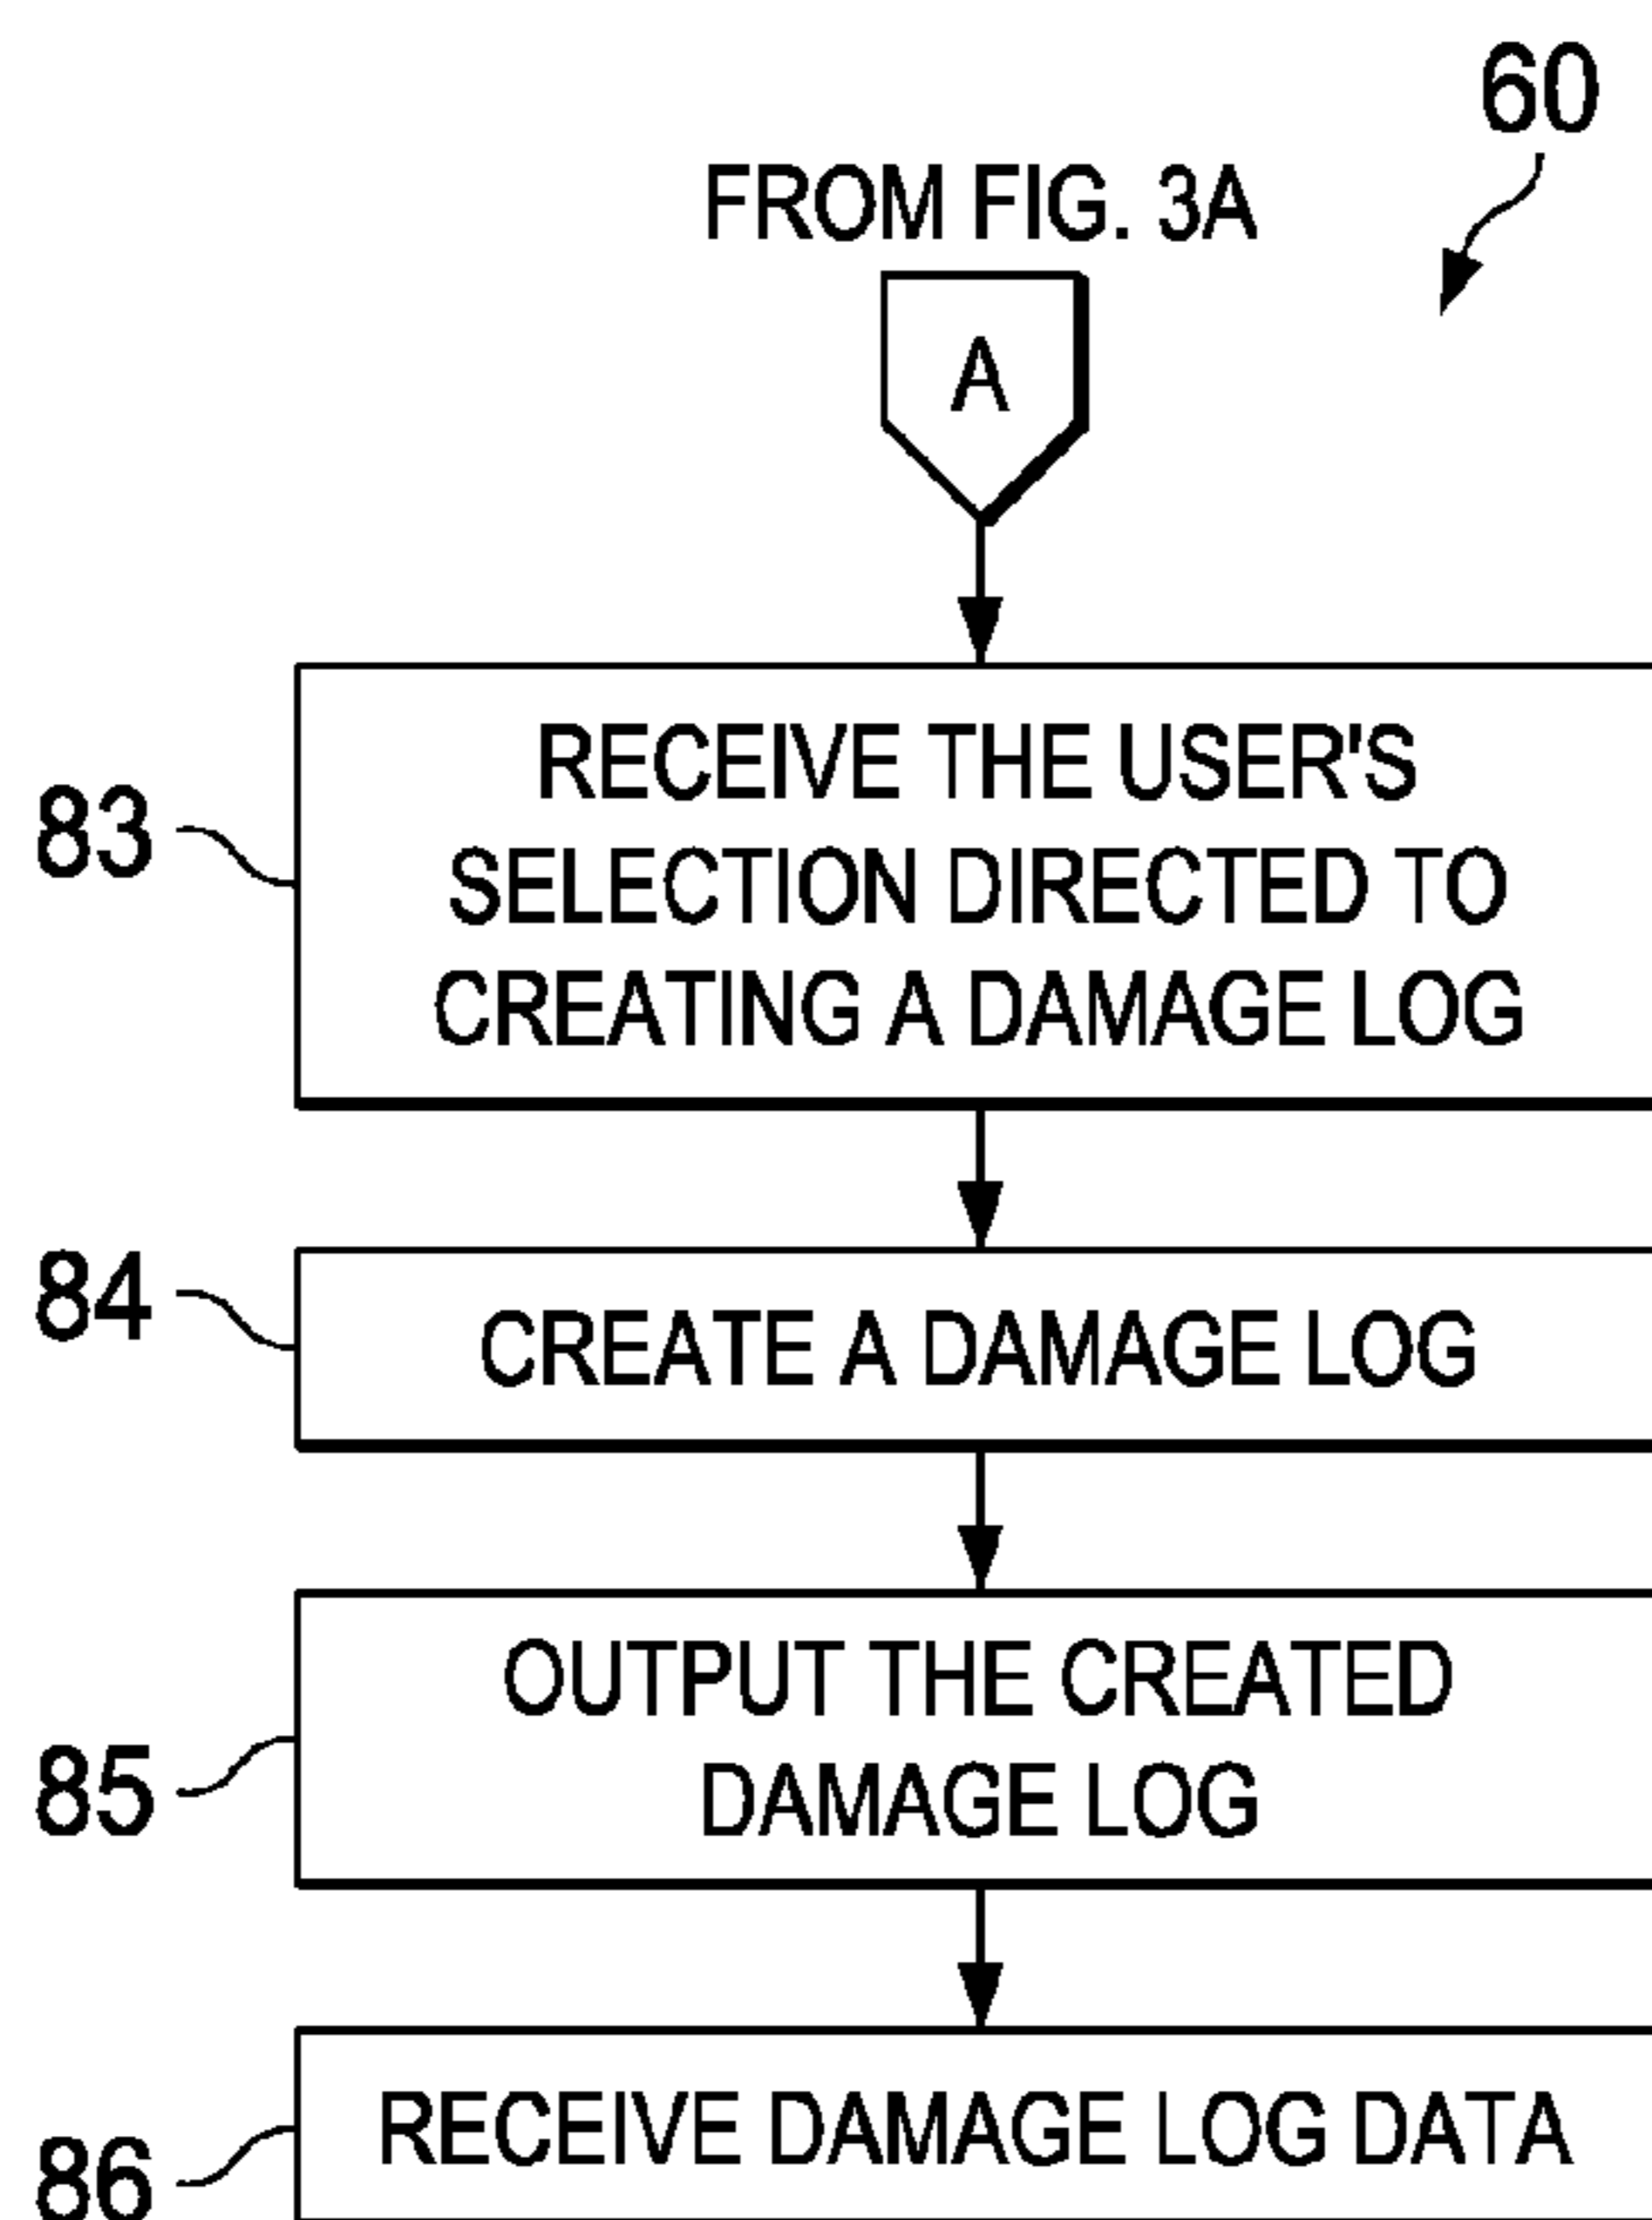 60
FROM FIG. 3A
A
83
RECEIVE THE USER'S
SELECTION DIRECTED TO
CREATING A DAMAGE LOG
84
CREATE A DAMAGE LOG
85
OUTPUT THE CREATED
DAMAGE LOG
86
RECEIVE DAMAGE LOG DATA